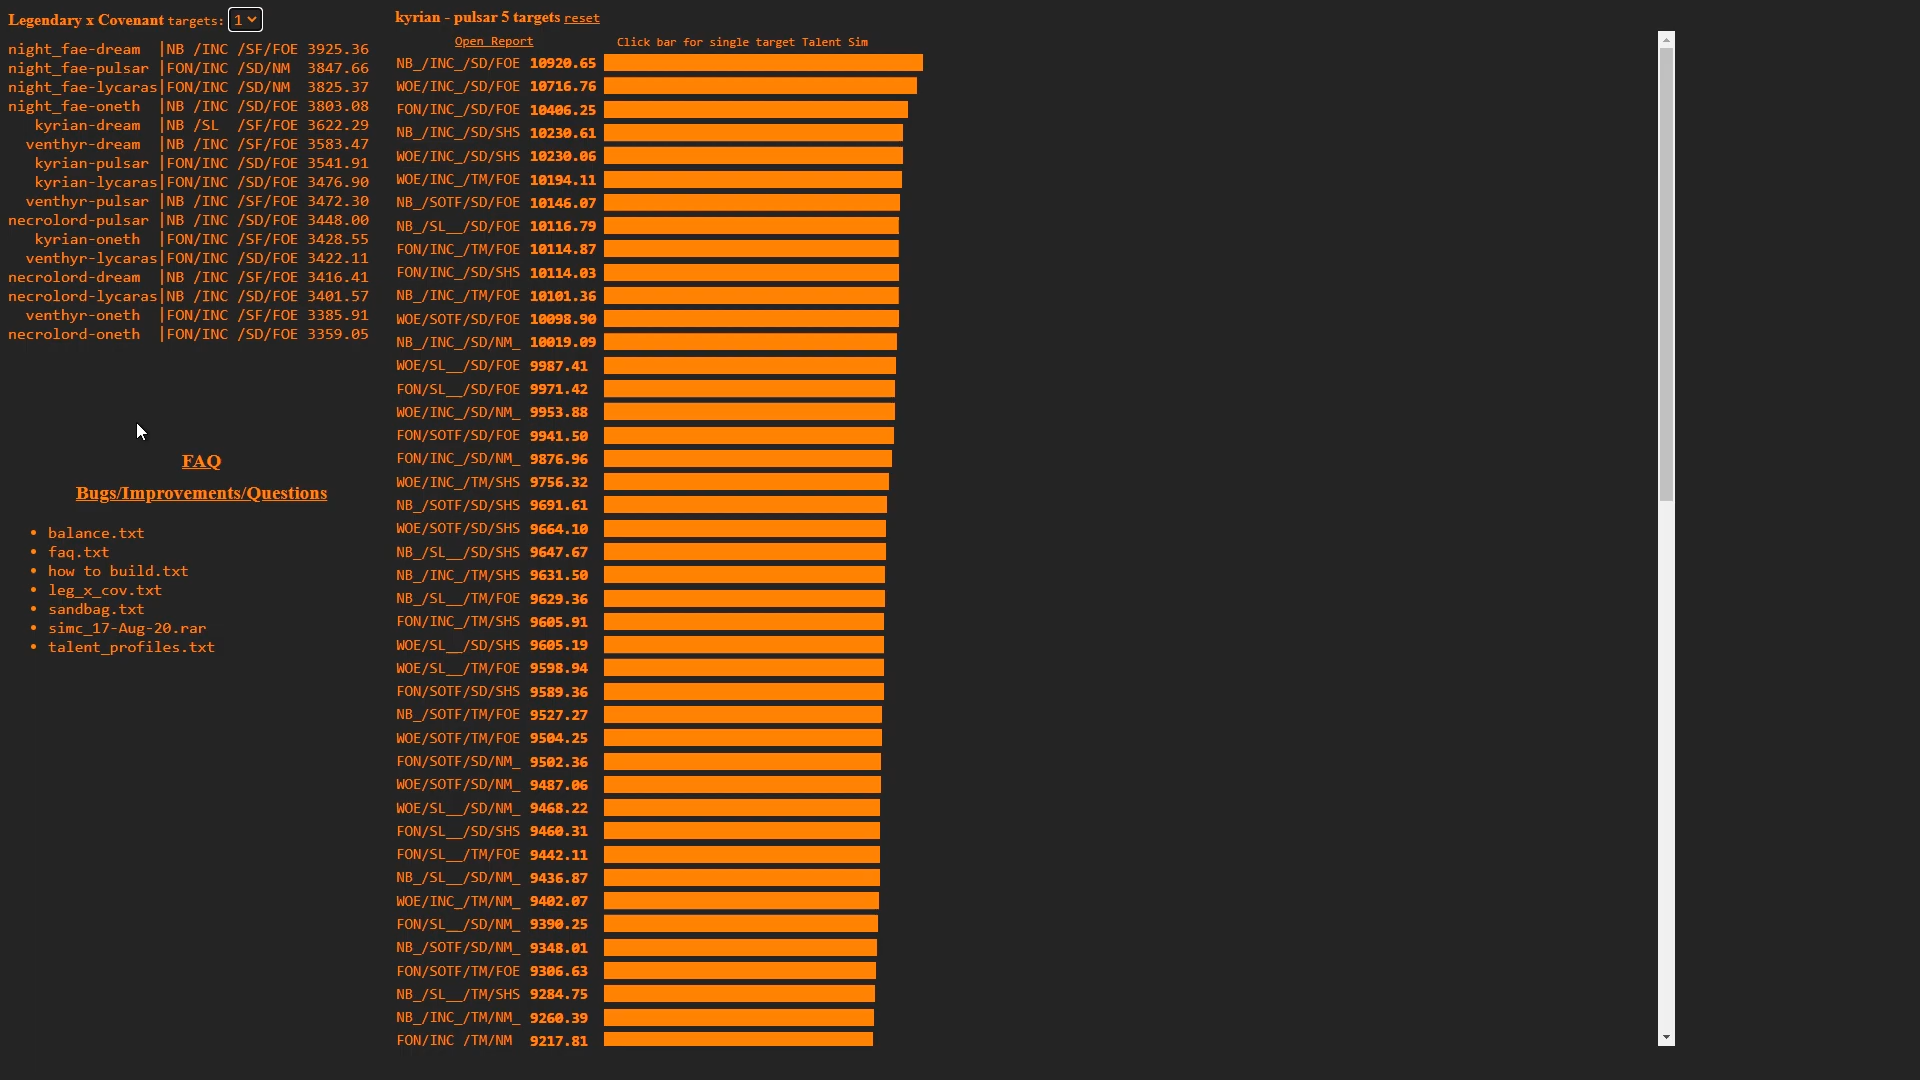 Legendary x Covenant targets: 1
night_fae-dream |NB /INC /SF/FOE 3925.36
night_fae-pulsar |FON/INC /SD/NM 3847.66
night_fae-lycaras|FON/INC /SD/NM 3825.37
night_fae-oneth |NB /INC /SD/FOE 3803.08
kyrian-dream |NB /SL /SF/FOE 3622.29
venthyr-dream |NB /INC /SF/FOE 3583.47
kyrian-pulsar |FON/INC /SD/FOE 3541.91
kyrian-lycaras|FON/INC /SD/FOE 3476.90
venthyr-pulsar |NB /INC /SF/FOE 3472.30
necrolord-pulsar |NB /INC /SD/FOE 3448.00
kyrian-oneth |FON/INC /SF/FOE 3428.55
venthyr-lycaras|FON/INC /SD/FOE 3422.11
necrolord-dream |NB /INC /SF/FOE 3416.41
necrolord-lycaras|NB /INC /SD/FOE 3401.57
venthyr-oneth |FON/INC /SF/FOE 3385.91
necrolord-oneth |FON/INC /SD/FOE 3359.05
FAQ
Bugs/Improvements/Questions
• balance.txt
• faq.txt
• how to build.txt
• leg_x_cov.txt
• sandbag.txt
• simc_17-Aug-20.rar
• talent_profiles.txt
kyrian - pulsar 5 targets reset
Open Report Click bar for single target Talent Sim
NB_/INC_/SD/FOE 10920.65
WOE/INC_/SD/FOE 10716.76
FON/INC_/SD/FOE 10406.25
NB_/INC_/SD/SHS 10230.61
WOE/INC_/SD/SHS 10230.06
WOE/INC_/TM/FOE 10194.11
NB_/SOTF/SD/FOE 10146.07
NB_/SL__/SD/FOE 10116.79
FON/INC_/TM/FOE 10114.87
FON/INC_/SD/SHS 10114.03
NB_/INC_/TM/FOE 10101.36
WOE/SOTF/SD/FOE 10098.90
NB_/INC_/SD/NM_ 10019.09
WOE/SL__/SD/FOE 9987.41
FON/SL__/SD/FOE 9971.42
WOE/INC_/SD/NM_ 9953.88
FON/SOTF/SD/FOE 9941.50
FON/INC_/SD/NM_ 9876.96
WOE/INC_/TM/SHS 9756.32
NB_/SOTF/SD/SHS 9691.61
WOE/SOTF/SD/SHS 9664.10
NB_/SL__/SD/SHS 9647.67
NB_/INC_/TM/SHS 9631.50
NB_/SL__/TM/FOE 9629.36
FON/INC_/TM/SHS 9605.91
WOE/SL__/SD/SHS 9605.19
WOE/SL__/TM/FOE 9598.94
FON/SOTF/SD/SHS 9589.36
NB_/SOTF/TM/FOE 9527.27
WOE/SOTF/TM/FOE 9504.25
FON/SOTF/SD/NM_ 9502.36
WOE/SOTF/SD/NM_ 9487.06
WOE/SL__/SD/NM_ 9468.22
FON/SL__/SD/SHS 9460.31
FON/SL__/TM/FOE 9442.11
NB_/SL__/SD/NM_ 9436.87
WOE/INC_/TM/NM_ 9402.07
FON/SL__/SD/NM_ 9390.25
NB_/SOTF/SD/NM_ 9348.01
FON/SOTF/TM/FOE 9306.63
NB_/SL__/TM/SHS 9284.75
NB_/INC_/TM/NM_ 9260.39
FON/INC /TM/NM 9217.81